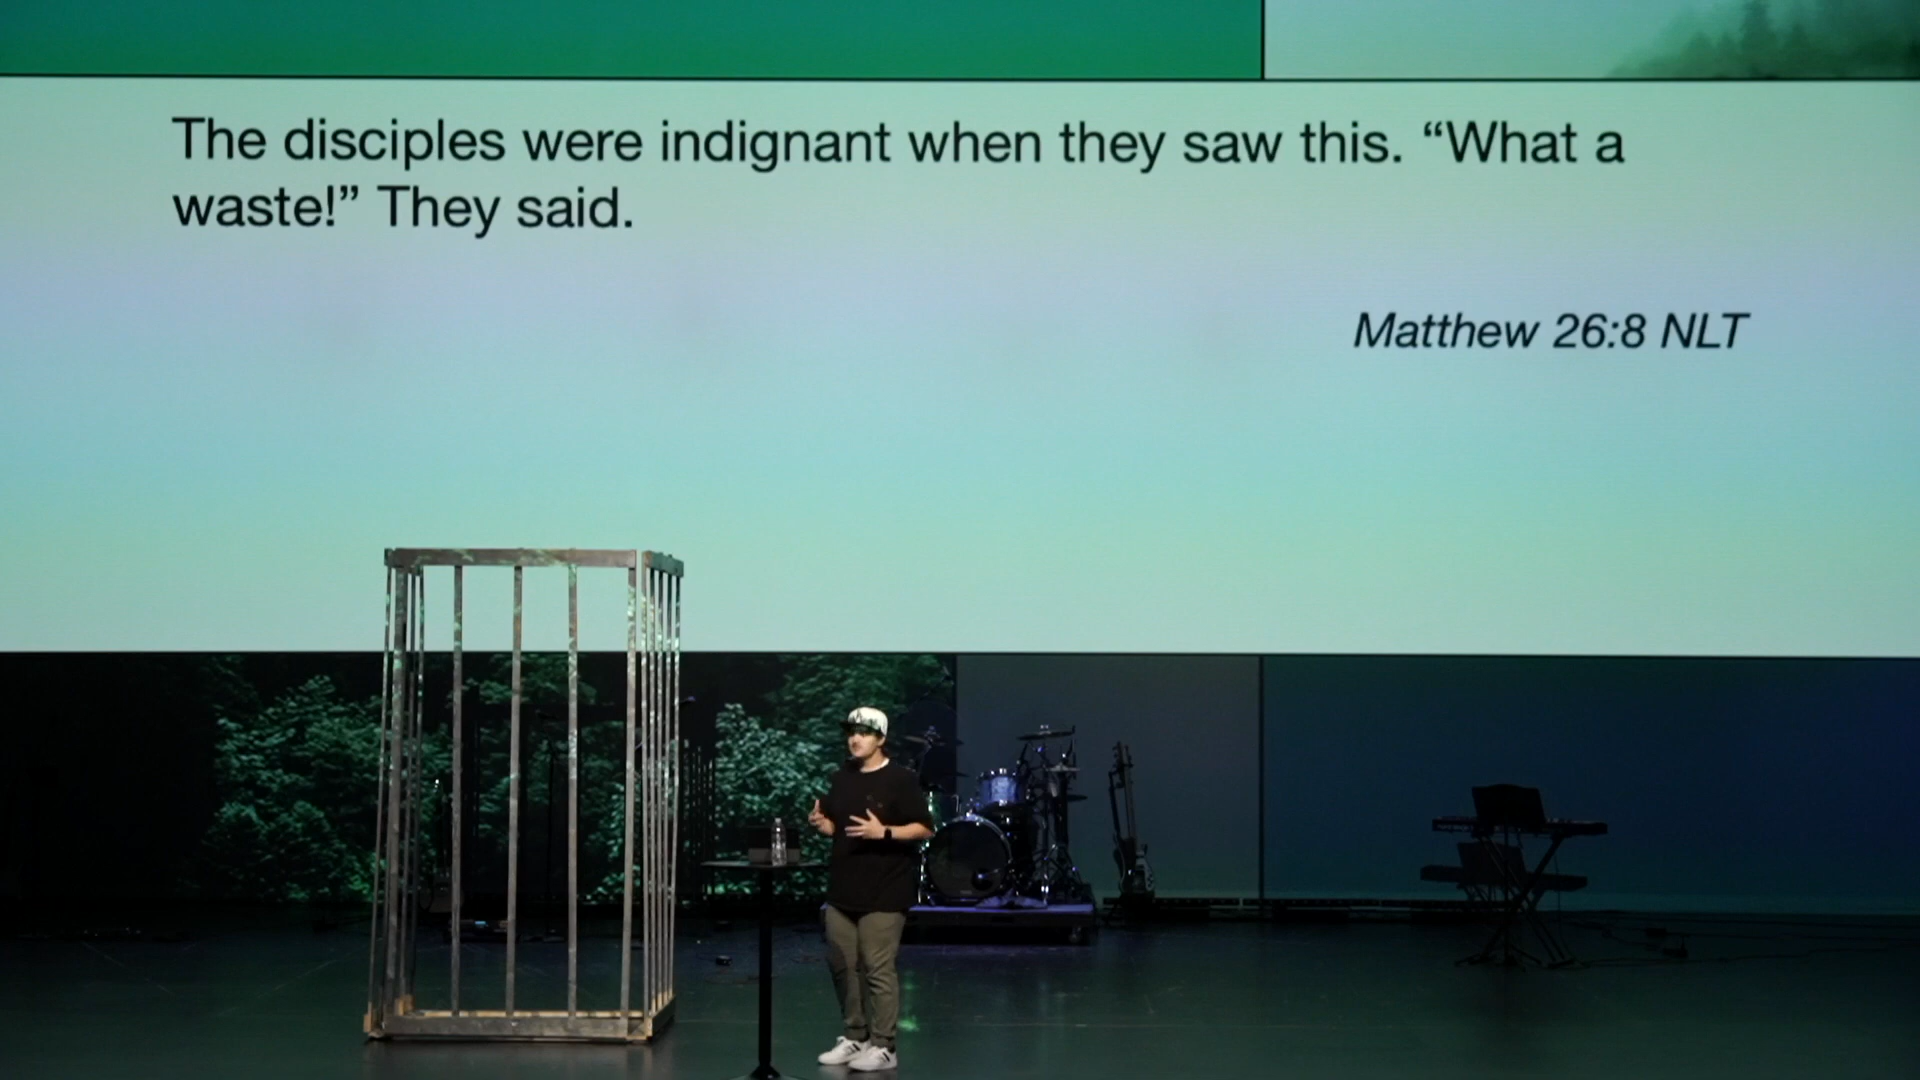 The disciples were indignant when they saw this. “What a
waste!” They said.
Matthew 26:8 NLT